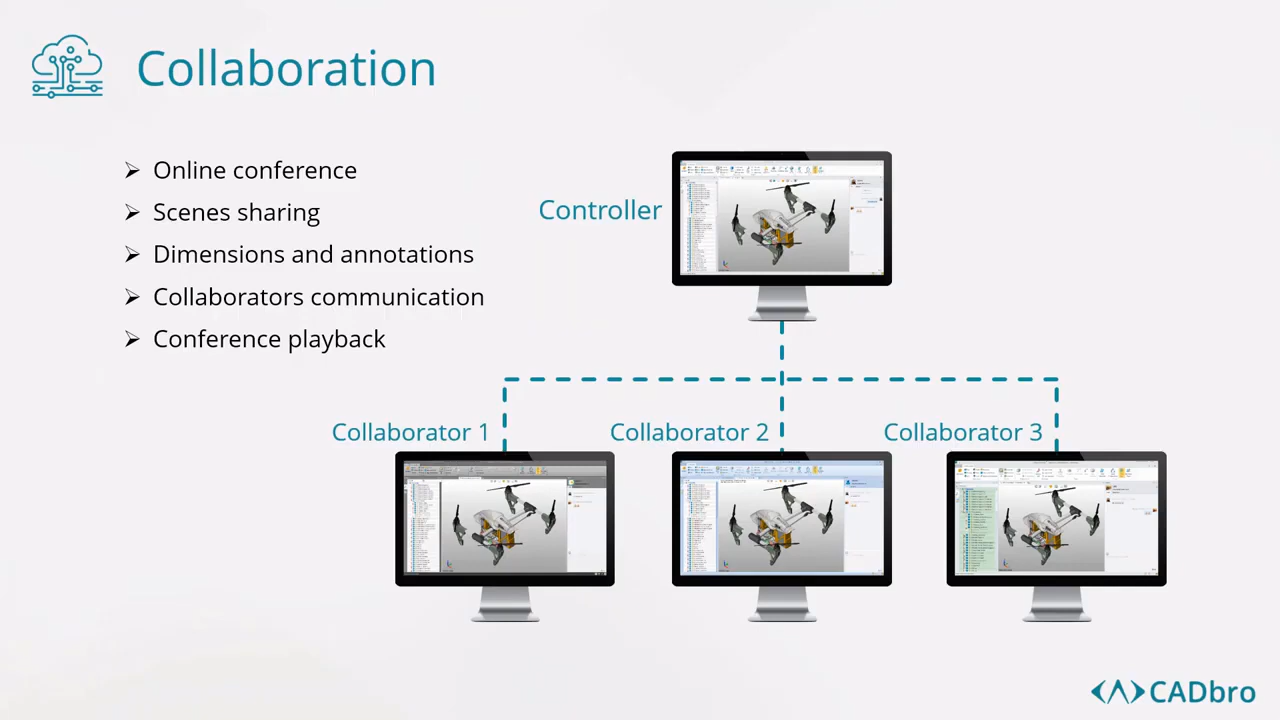 Collaboration
Online conference
Scenes sharing
Dimensions and annotations
Collaborators communication
Conference playback
Controller
Collaborator 1
Collaborator 2
Collaborator 3
CADbro